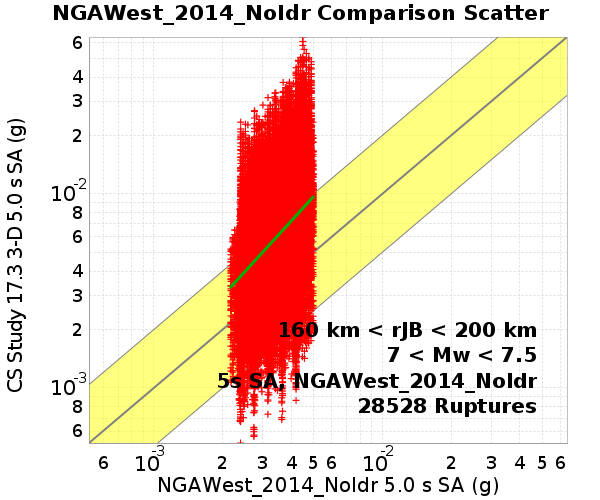 NGAWest_2014_NoIdr Comparison Scatter
CS Study 17.3 3-D 5.0 s SA (g)
6
4
3
2
10-2
8
6
4
3
2
10-3
8
6
160 km < rJB < 200 km
7 < Mw < 7.5
5s SA, NGAWest_2014_NoIdr
28528 Ruptures
6 10-3 2 3 4 5 6 10-2 2 3 4 5 6
NGAWest_2014_NoIdr 5.0 s SA (g)